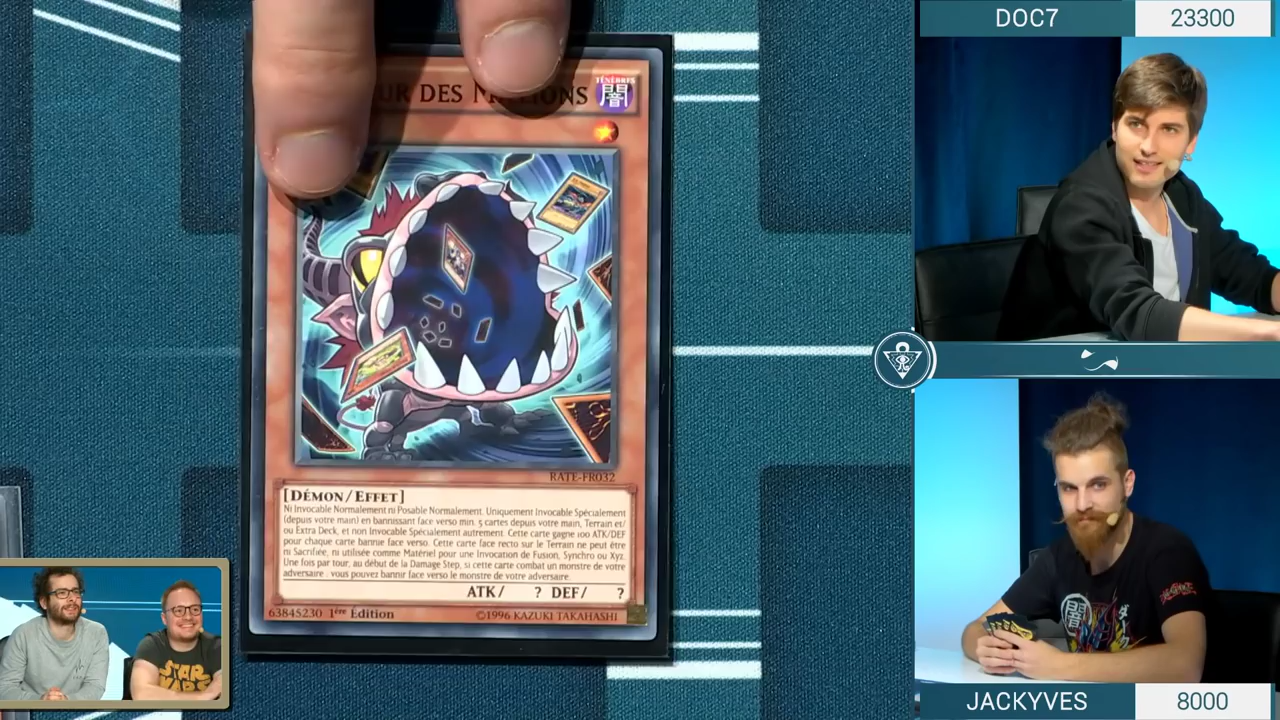 DOC7
23300
UR DES
TÉNÈBRES
闇
RATE-FR032
[DÉMON/EFFET]
Ni Invocable Normalement ni Posable Normalement. Uniquement Invocable Spécialement
(depuis votre main) en bannissant face verso min. 5 cartes depuis votre main, Terrain et/
ou Extra Deck, et non Invocable Spécialement autrement. Cette carte gagne 100 ATK/DEF
pour chaque carte bannie face verso. Cette carte face recto sur le Terrain ne peut être
ni Sacrifiée, ni utilisée comme Matériel pour une Invocation de Fusion, Synchro ou Xyz.
Une fois par tour, au début de la Damage Step, si cette carte combat un monstre de votre
adversaire : vous pouvez bannir face verso le monstre de votre adversaire.
ATK/ ? DEF/ ?
63845230 1ère Édition
©1996 KAZUKI TAKAHASHI
STAR
WARS
闇
JACKYVES
8000